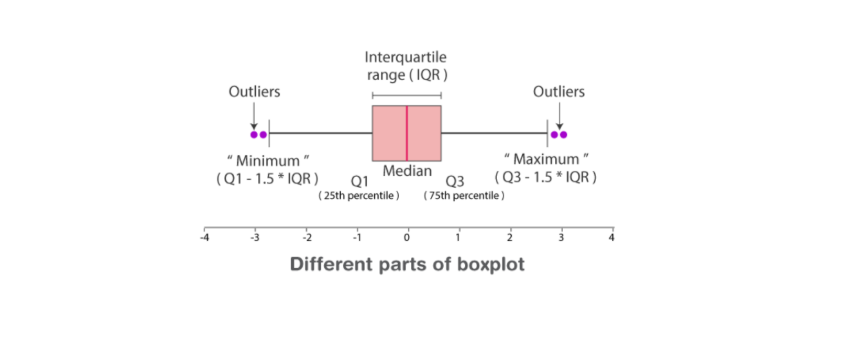 Interquartile
range ( IQR )
Outliers
Outliers
“ Minimum ”
( Q1 - 1.5 * IQR )
“ Maximum ”
( Q3 - 1.5 * IQR )
Median
Q1
( 25th percentile )
Q3
( 75th percentile )
-4 -3 -2 -1 0 1 2 3 4
Different parts of boxplot